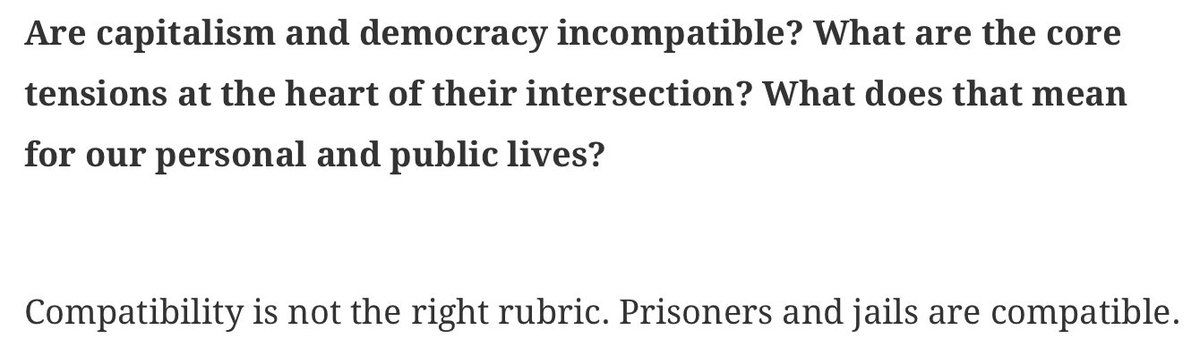 Are capitalism and democracy incompatible? What are the core
tensions at the heart of their intersection? What does that mean
for our personal and public lives?
Compatibility is not the right rubric. Prisoners and jails are compatible.